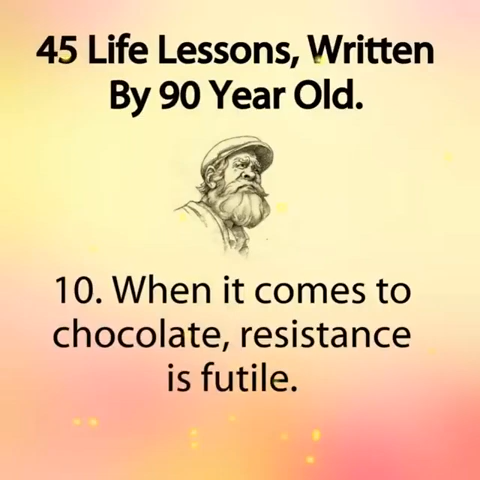 45 Life Lessons, Written
By 90 Year Old.
10. When it comes to
chocolate, resistance
is futile.